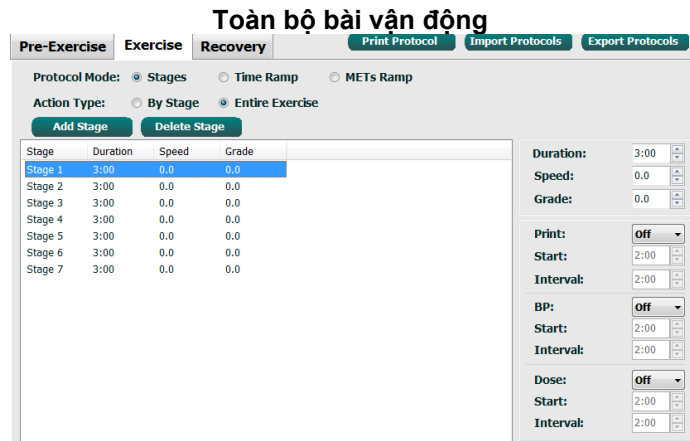 Toàn bộ bài vận động
Pre-Exercise Exercise Recovery Print Protocol Import Protocols Export Protocols
Protocol Mode: Stages Time Ramp METs Ramp
Action Type: By Stage Entire Exercise
Add Stage Delete Stage
Stage Duration Speed Grade
Stage 1 3:00 0.0 0.0
Stage 2 3:00 0.0 0.0
Stage 3 3:00 0.0 0.0
Stage 4 3:00 0.0 0.0
Stage 5 3:00 0.0 0.0
Stage 6 3:00 0.0 0.0
Stage 7 3:00 0.0 0.0
Duration: 3:00
Speed: 0.0
Grade: 0.0
Print: Off
Start: 2:00
Interval: 2:00
BP: Off
Start: 2:00
Interval: 2:00
Dose: Off
Start: 2:00
Interval: 2:00